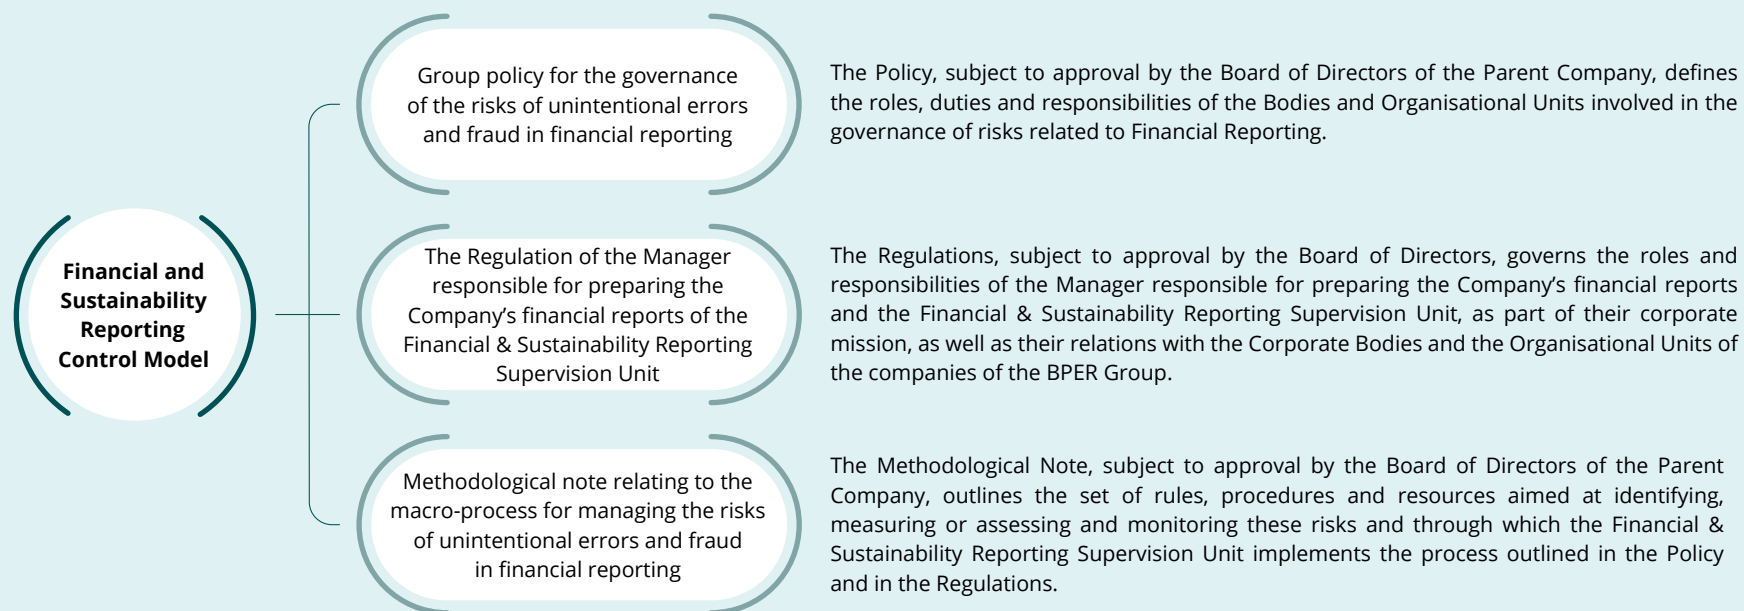 Financial and
Sustainability
Reporting
Control Model
Group policy for the governance
of the risks of unintentional errors
and fraud in financial reporting
The Policy, subject to approval by the Board of Directors of the Parent Company, defines
the roles, duties and responsibilities of the Bodies and Organisational Units involved in the
governance of risks related to Financial Reporting.
The Regulation of the Manager
responsible for preparing the
Company’s financial reports of the
Financial & Sustainability Reporting
Supervision Unit
The Regulations, subject to approval by the Board of Directors, governs the roles and
responsibilities of the Manager responsible for preparing the Company’s financial reports
and the Financial & Sustainability Reporting Supervision Unit, as part of their corporate
mission, as well as their relations with the Corporate Bodies and the Organisational Units of
the companies of the BPER Group.
Methodological note relating to the
macro-process for managing the risks
of unintentional errors and fraud
in financial reporting
The Methodological Note, subject to approval by the Board of Directors of the Parent
Company, outlines the set of rules, procedures and resources aimed at identifying,
measuring or assessing and monitoring these risks and through which the Financial &
Sustainability Reporting Supervision Unit implements the process outlined in the Policy
and in the Regulations.